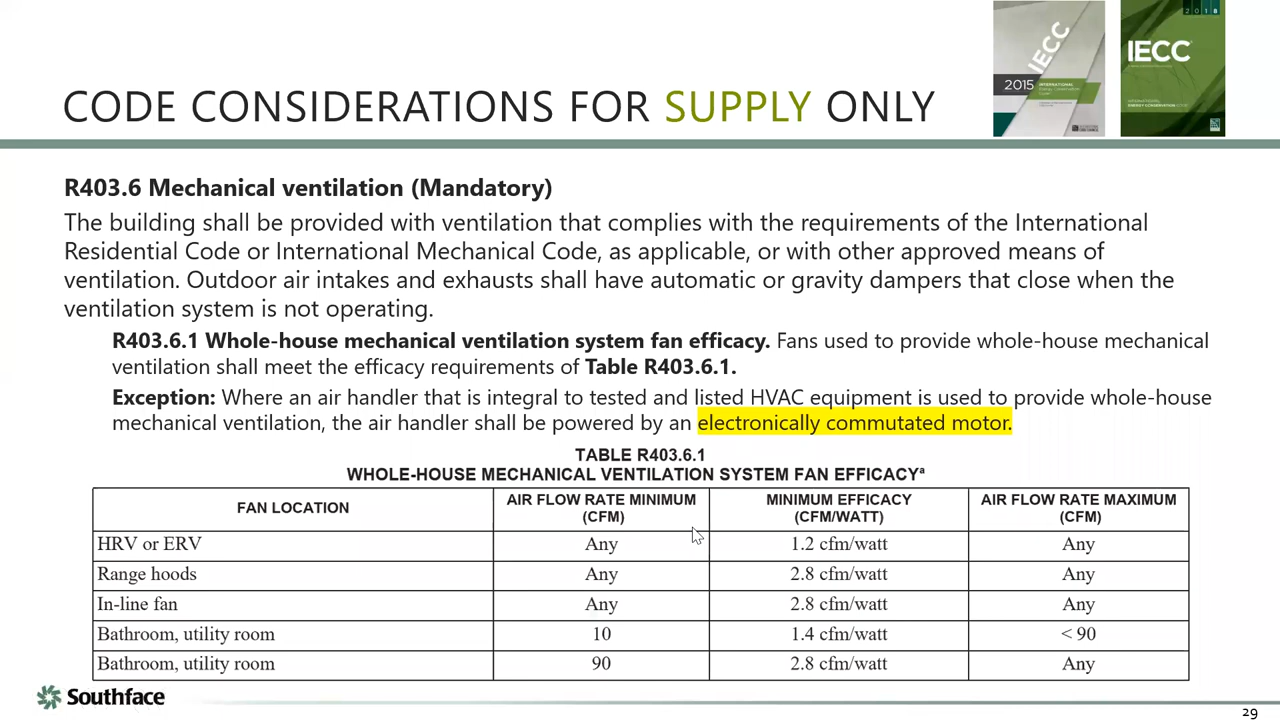 2015
IECC
INTERNATIONAL
2018
IECC
CODE CONSIDERATIONS FOR SUPPLY ONLY
R403.6 Mechanical ventilation (Mandatory)
The building shall be provided with ventilation that complies with the requirements of the International
Residential Code or International Mechanical Code, as applicable, or with other approved means of
ventilation. Outdoor air intakes and exhausts shall have automatic or gravity dampers that close when the
ventilation system is not operating.
R403.6.1 Whole-house mechanical ventilation system fan efficacy. Fans used to provide whole-house mechanical
ventilation shall meet the efficacy requirements of Table R403.6.1.
Exception: Where an air handler that is integral to tested and listed HVAC equipment is used to provide whole-house
mechanical ventilation, the air handler shall be powered by an electronically commutated motor.
TABLE R403.6.1
WHOLE-HOUSE MECHANICAL VENTILATION SYSTEM FAN EFFICACYa
FAN LOCATION
AIR FLOW RATE MINIMUM
(CFM)
MINIMUM EFFICACY
(CFM/WATT)
AIR FLOW RATE MAXIMUM
(CFM)
HRV or ERV Any 1.2 cfm/watt Any
Range hoods Any 2.8 cfm/watt Any
In-line fan Any 2.8 cfm/watt Any
Bathroom, utility room 10 1.4 cfm/watt < 90
Bathroom, utility room 90 2.8 cfm/watt Any
Southface
29